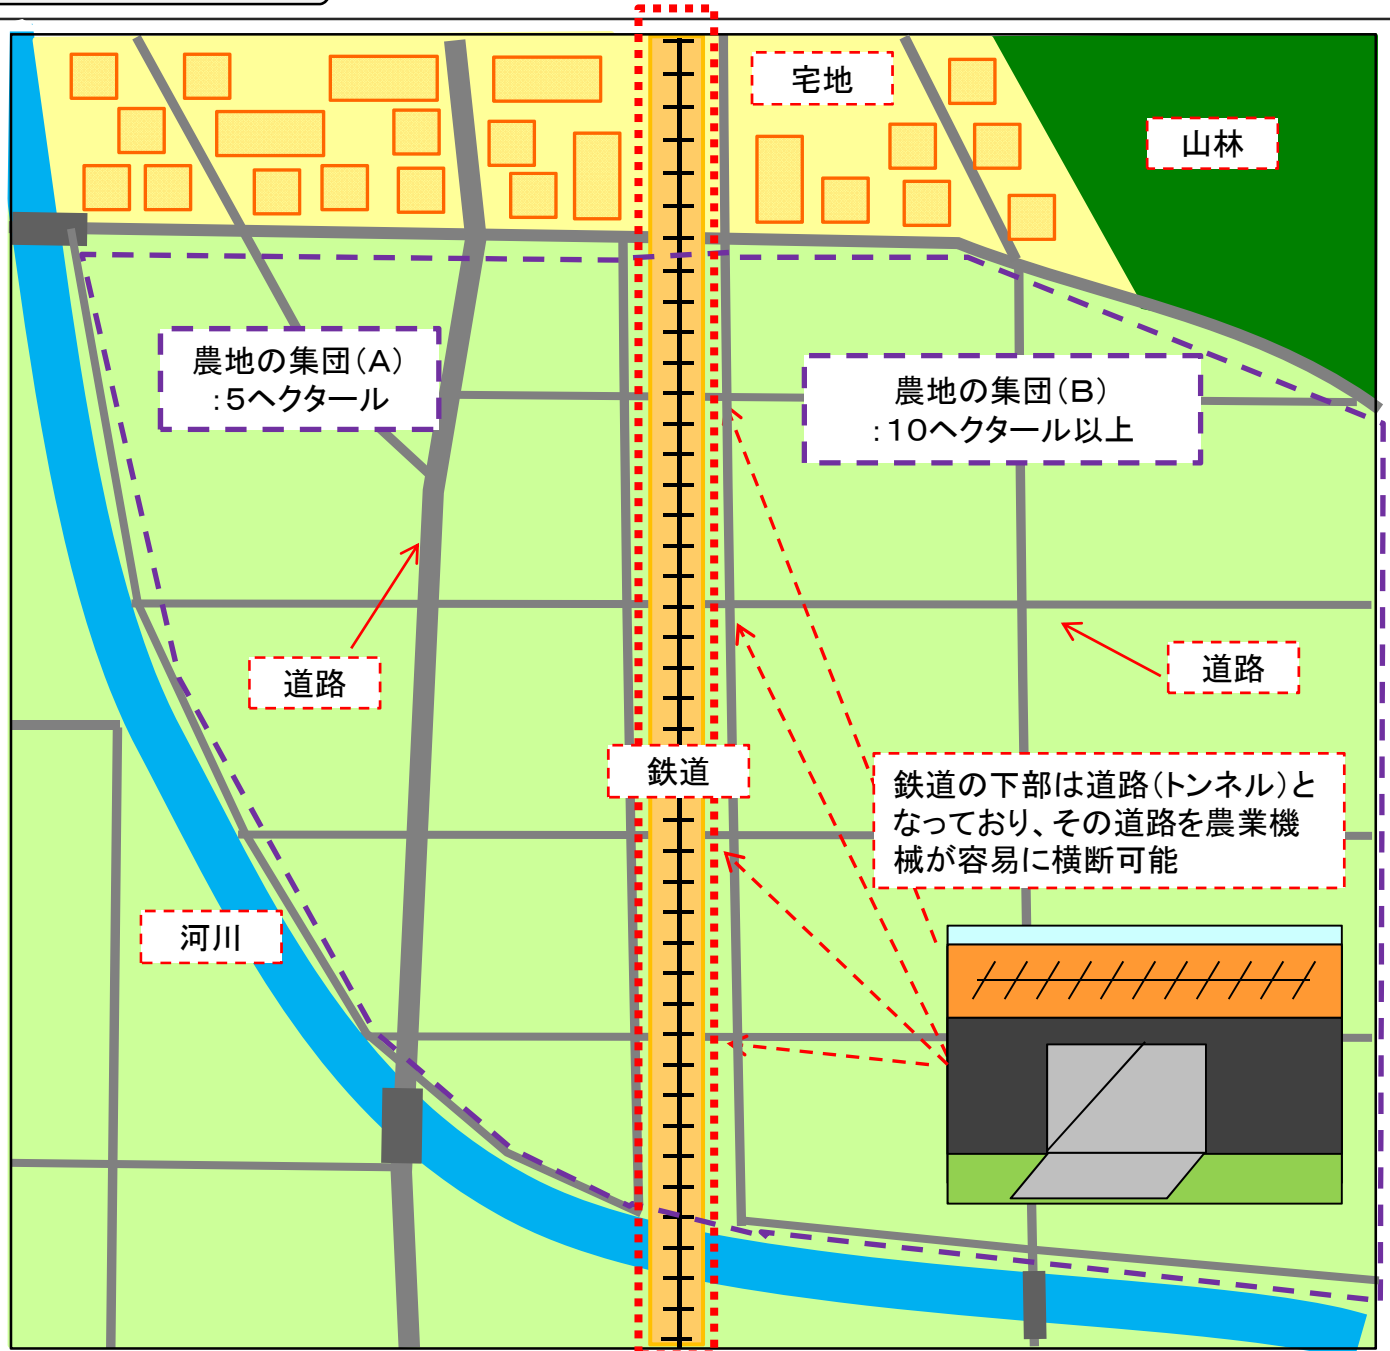 宅地
山林
農地の集団(A)
:5ヘクタール
農地の集団(B)
:10ヘクタール以上
道路
道路
鉄道
鉄道の下部は道路(トンネル)と
なっており、その道路を農業機
械が容易に横断可能
河川